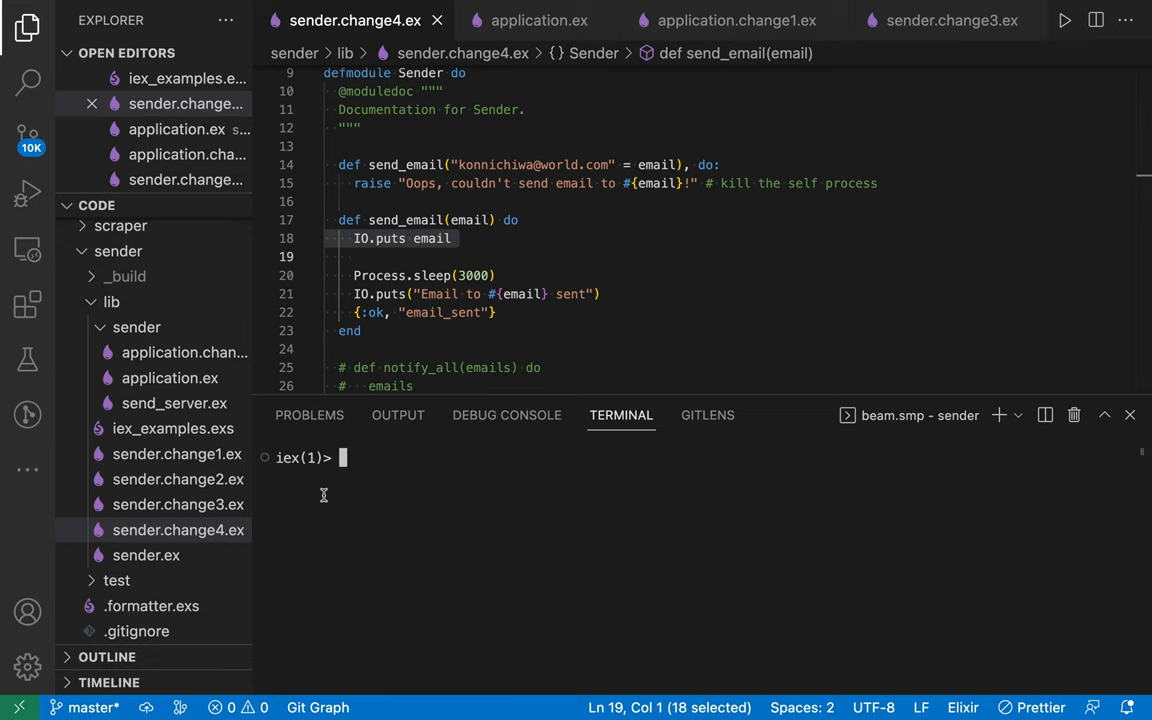 EXPLORER
OPEN EDITORS
iex_examples.e...
sender.change...
application.ex s...
application.cha...
sender.change...
CODE
scraper
sender
_build
lib
sender
application.chan...
application.ex
send_server.ex
iex_examples.exs
sender.change1.ex
sender.change2.ex
sender.change3.ex
sender.change4.ex
sender.ex
test
.formatter.exs
.gitignore
OUTLINE
TIMELINE
10K
sender.change4.ex application.ex application.change1.ex sender.change3.ex
sender > lib > sender.change4.ex > {} Sender > def send_email(email)
9 defmodule Sender do
10 @moduledoc """
11 Documentation for Sender.
12 """
13
14 def send_email("konnichiwa@world.com" = email), do:
15 raise "Oops, couldn't send email to #{email}!" # kill the self process
16
17 def send_email(email) do
18 IO.puts email
19
20 Process.sleep(3000)
21 IO.puts("Email to #{email} sent")
22 {:ok, "email_sent"}
23 end
24
25 # def notify_all(emails) do
26 # emails
PROBLEMS OUTPUT DEBUG CONSOLE TERMINAL GITLENS beam.smp - sender
iex(1)>
master* 0 0 Git Graph Ln 19, Col 1 (18 selected) Spaces: 2 UTF-8 LF Elixir Prettier